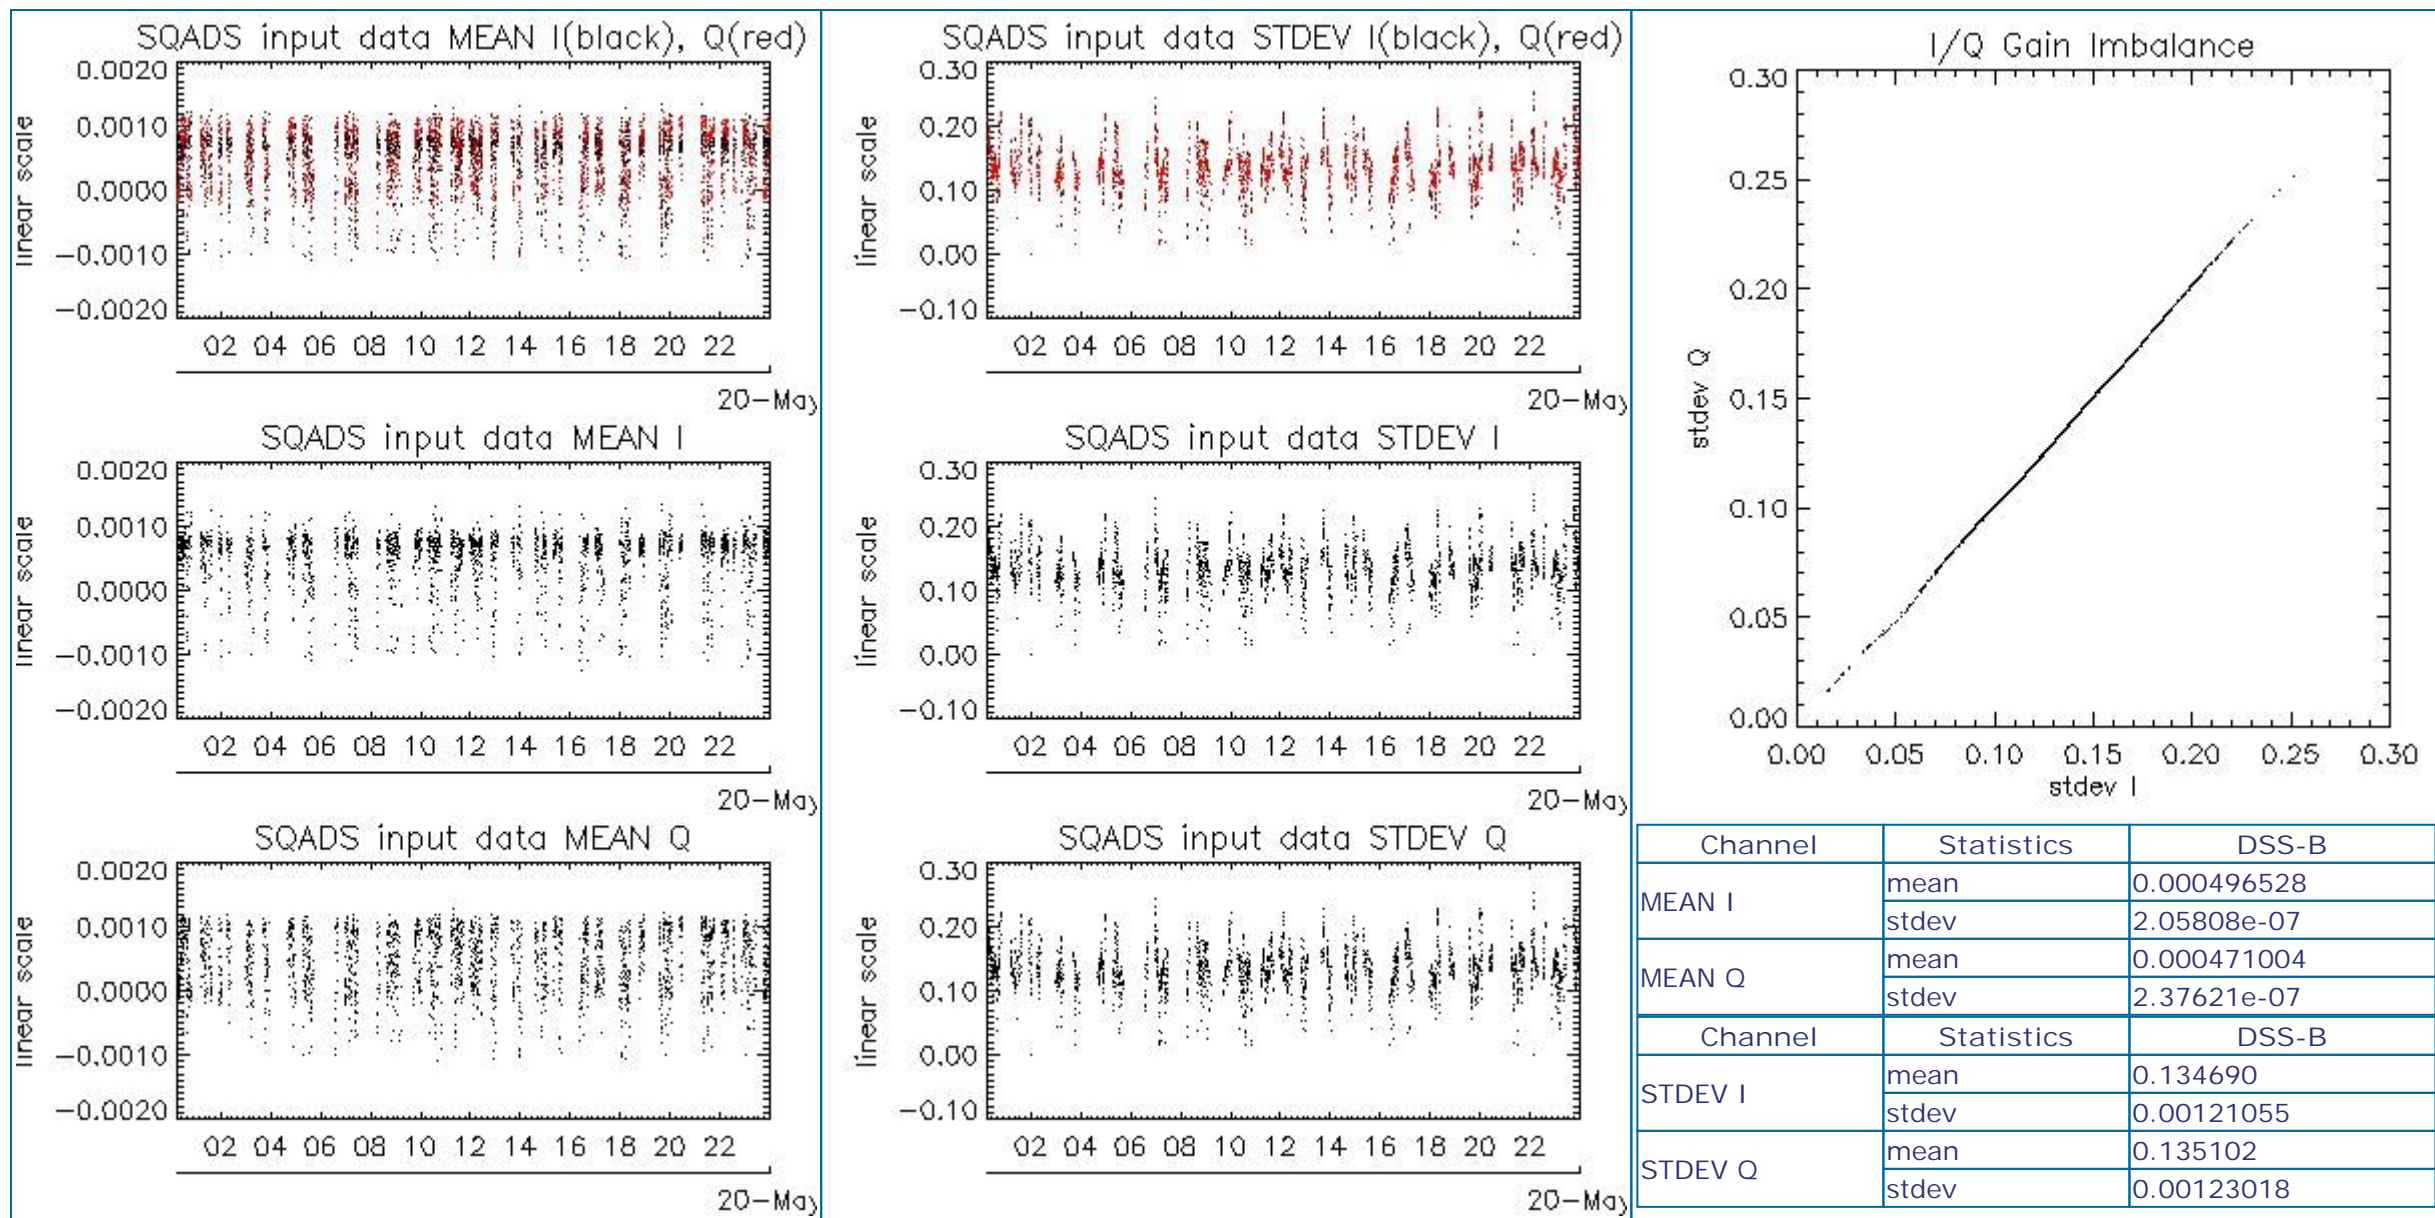 SQADS input data MEAN I(black), Q(red)
0.0020
0.0010
0.0000
−0.0010
−0.0020
linear scale
02 04 06 08 10 12 14 16 18 20 22
20−May
SQADS input data MEAN I
0.0020
0.0010
0.0000
−0.0010
−0.0020
linear scale
02 04 06 08 10 12 14 16 18 20 22
20−May
SQADS input data MEAN Q
0.0020
0.0010
0.0000
−0.0010
−0.0020
linear scale
02 04 06 08 10 12 14 16 18 20 22
20−May
SQADS input data STDEV I(black), Q(red)
0.30
0.20
0.10
0.00
−0.10
linear scale
02 04 06 08 10 12 14 16 18 20 22
20−May
SQADS input data STDEV I
0.30
0.20
0.10
0.00
−0.10
linear scale
02 04 06 08 10 12 14 16 18 20 22
20−May
SQADS input data STDEV Q
0.30
0.20
0.10
0.00
−0.10
linear scale
02 04 06 08 10 12 14 16 18 20 22
20−May
I/Q Gain Imbalance
0.30
0.25
0.20
0.15
0.10
0.05
0.00
stdev Q
0.00 0.05 0.10 0.15 0.20 0.25 0.30
stdev I
Channel Statistics DSS-B
MEAN I mean 0.000496528
stdev 2.05808e-07
MEAN Q mean 0.000471004
stdev 2.37621e-07
Channel Statistics DSS-B
STDEV I mean 0.134690
stdev 0.00121055
STDEV Q mean 0.135102
stdev 0.00123018